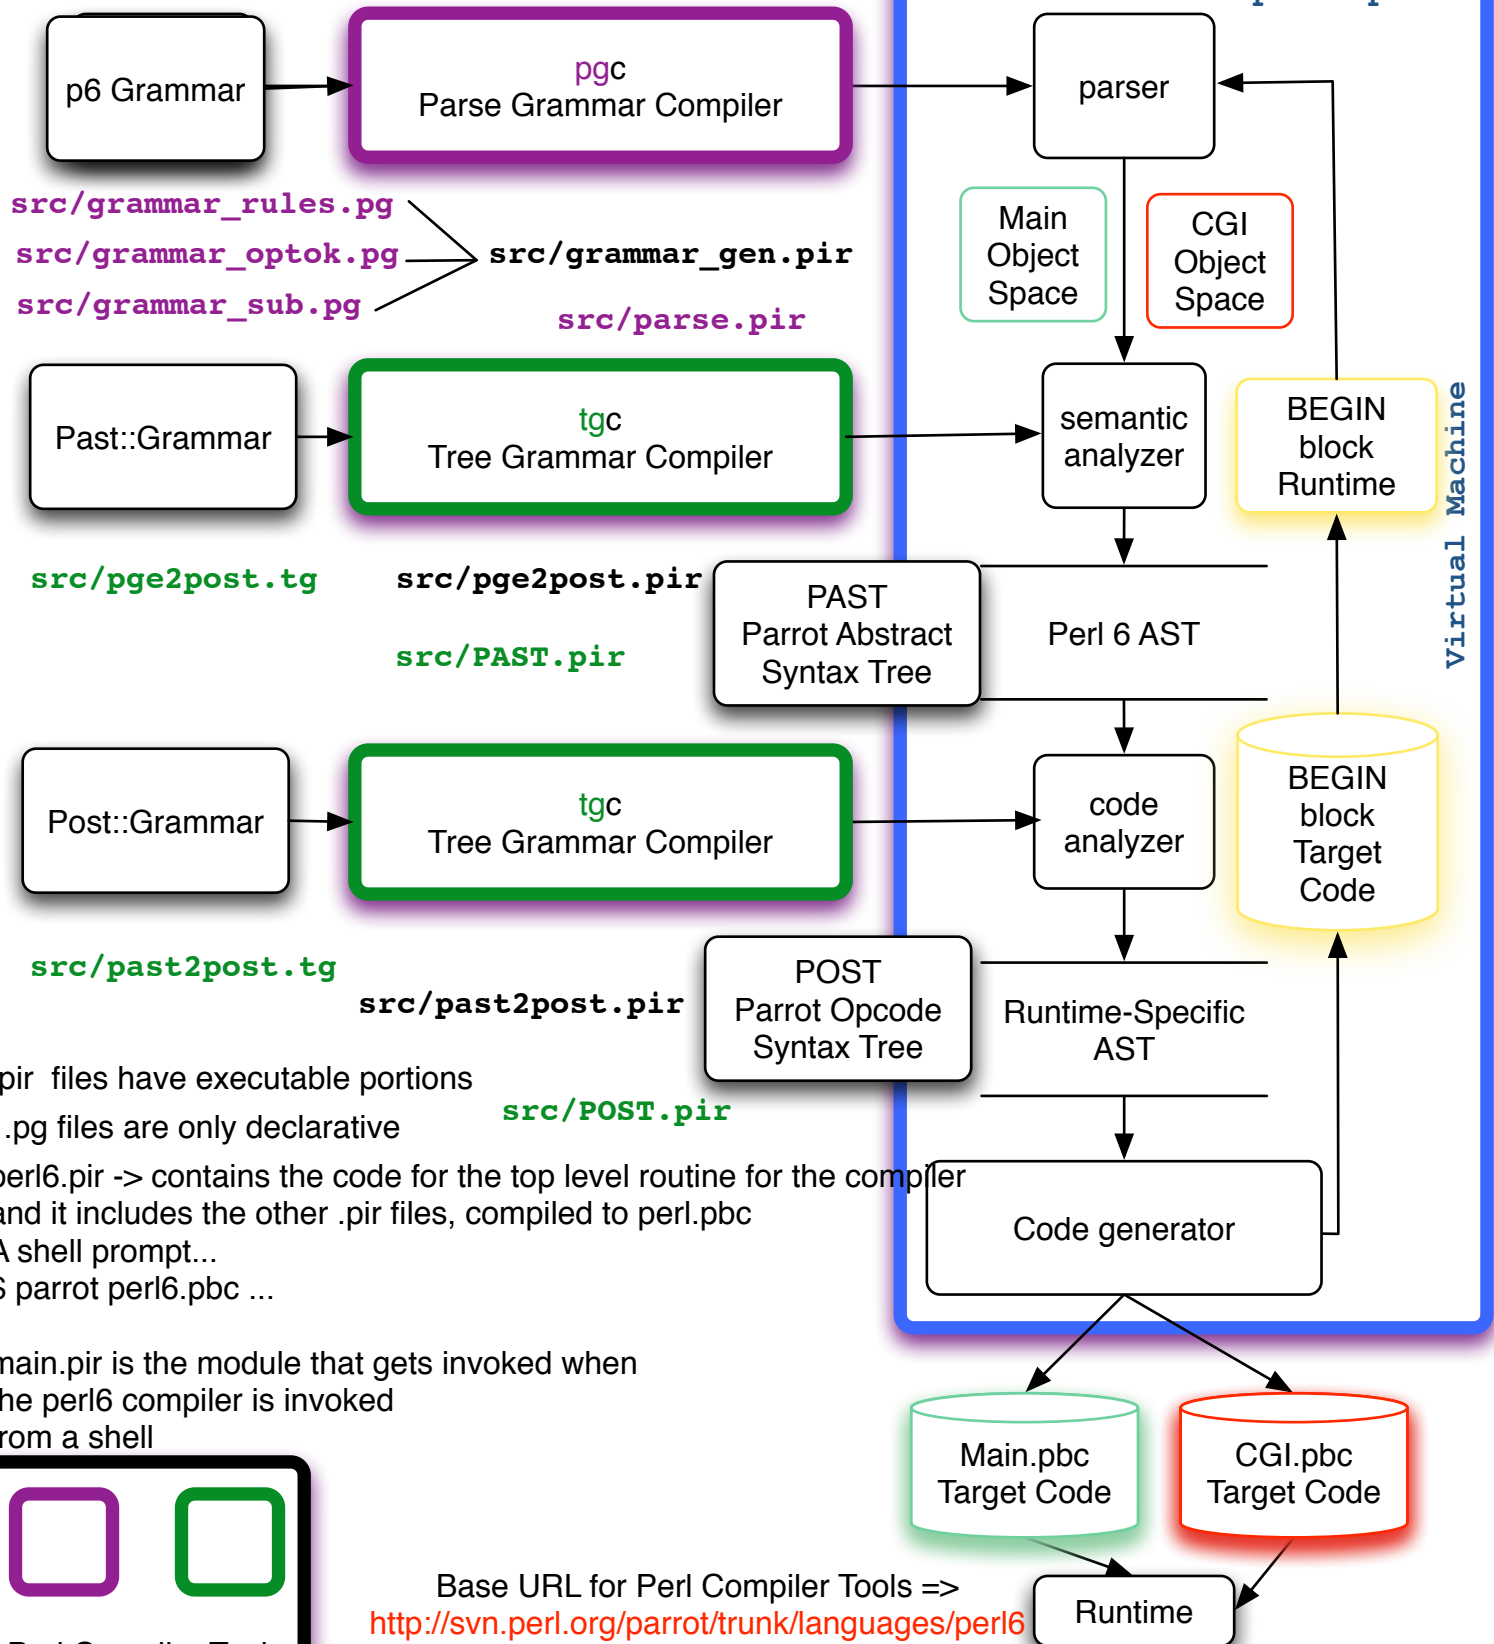 p6 Grammar
pgc
Parse Grammar Compiler
parser
src/grammar_rules.pg
src/grammar_optok.pg
src/grammar_sub.pg
src/grammar_gen.pir
src/parse.pir
Main
Object
Space
CGI
Object
Space
Past::Grammar
tgc
Tree Grammar Compiler
semantic
analyzer
BEGIN
block
Runtime
Virtual Machine
src/pge2post.tg
src/pge2post.pir
src/PAST.pir
PAST
Parrot Abstract
Syntax Tree
Perl 6 AST
Post::Grammar
tgc
Tree Grammar Compiler
code
analyzer
BEGIN
block
Target
Code
src/past2post.tg
src/past2post.pir
POST
Parrot Opcode
Syntax Tree
Runtime-Specific
AST
pir files have executable portions
.pg files are only declarative
src/POST.pir
perl6.pir -> contains the code for the top level routine for the compiler
and it includes the other .pir files, compiled to perl.pbc
A shell prompt...
$ parrot perl6.pbc ...
Code generator
main.pir is the module that gets invoked when
the perl6 compiler is invoked
from a shell
Main.pbc
Target Code
CGI.pbc
Target Code
Base URL for Perl Compiler Tools =>
http://svn.perl.org/parrot/trunk/languages/perl6
Runtime